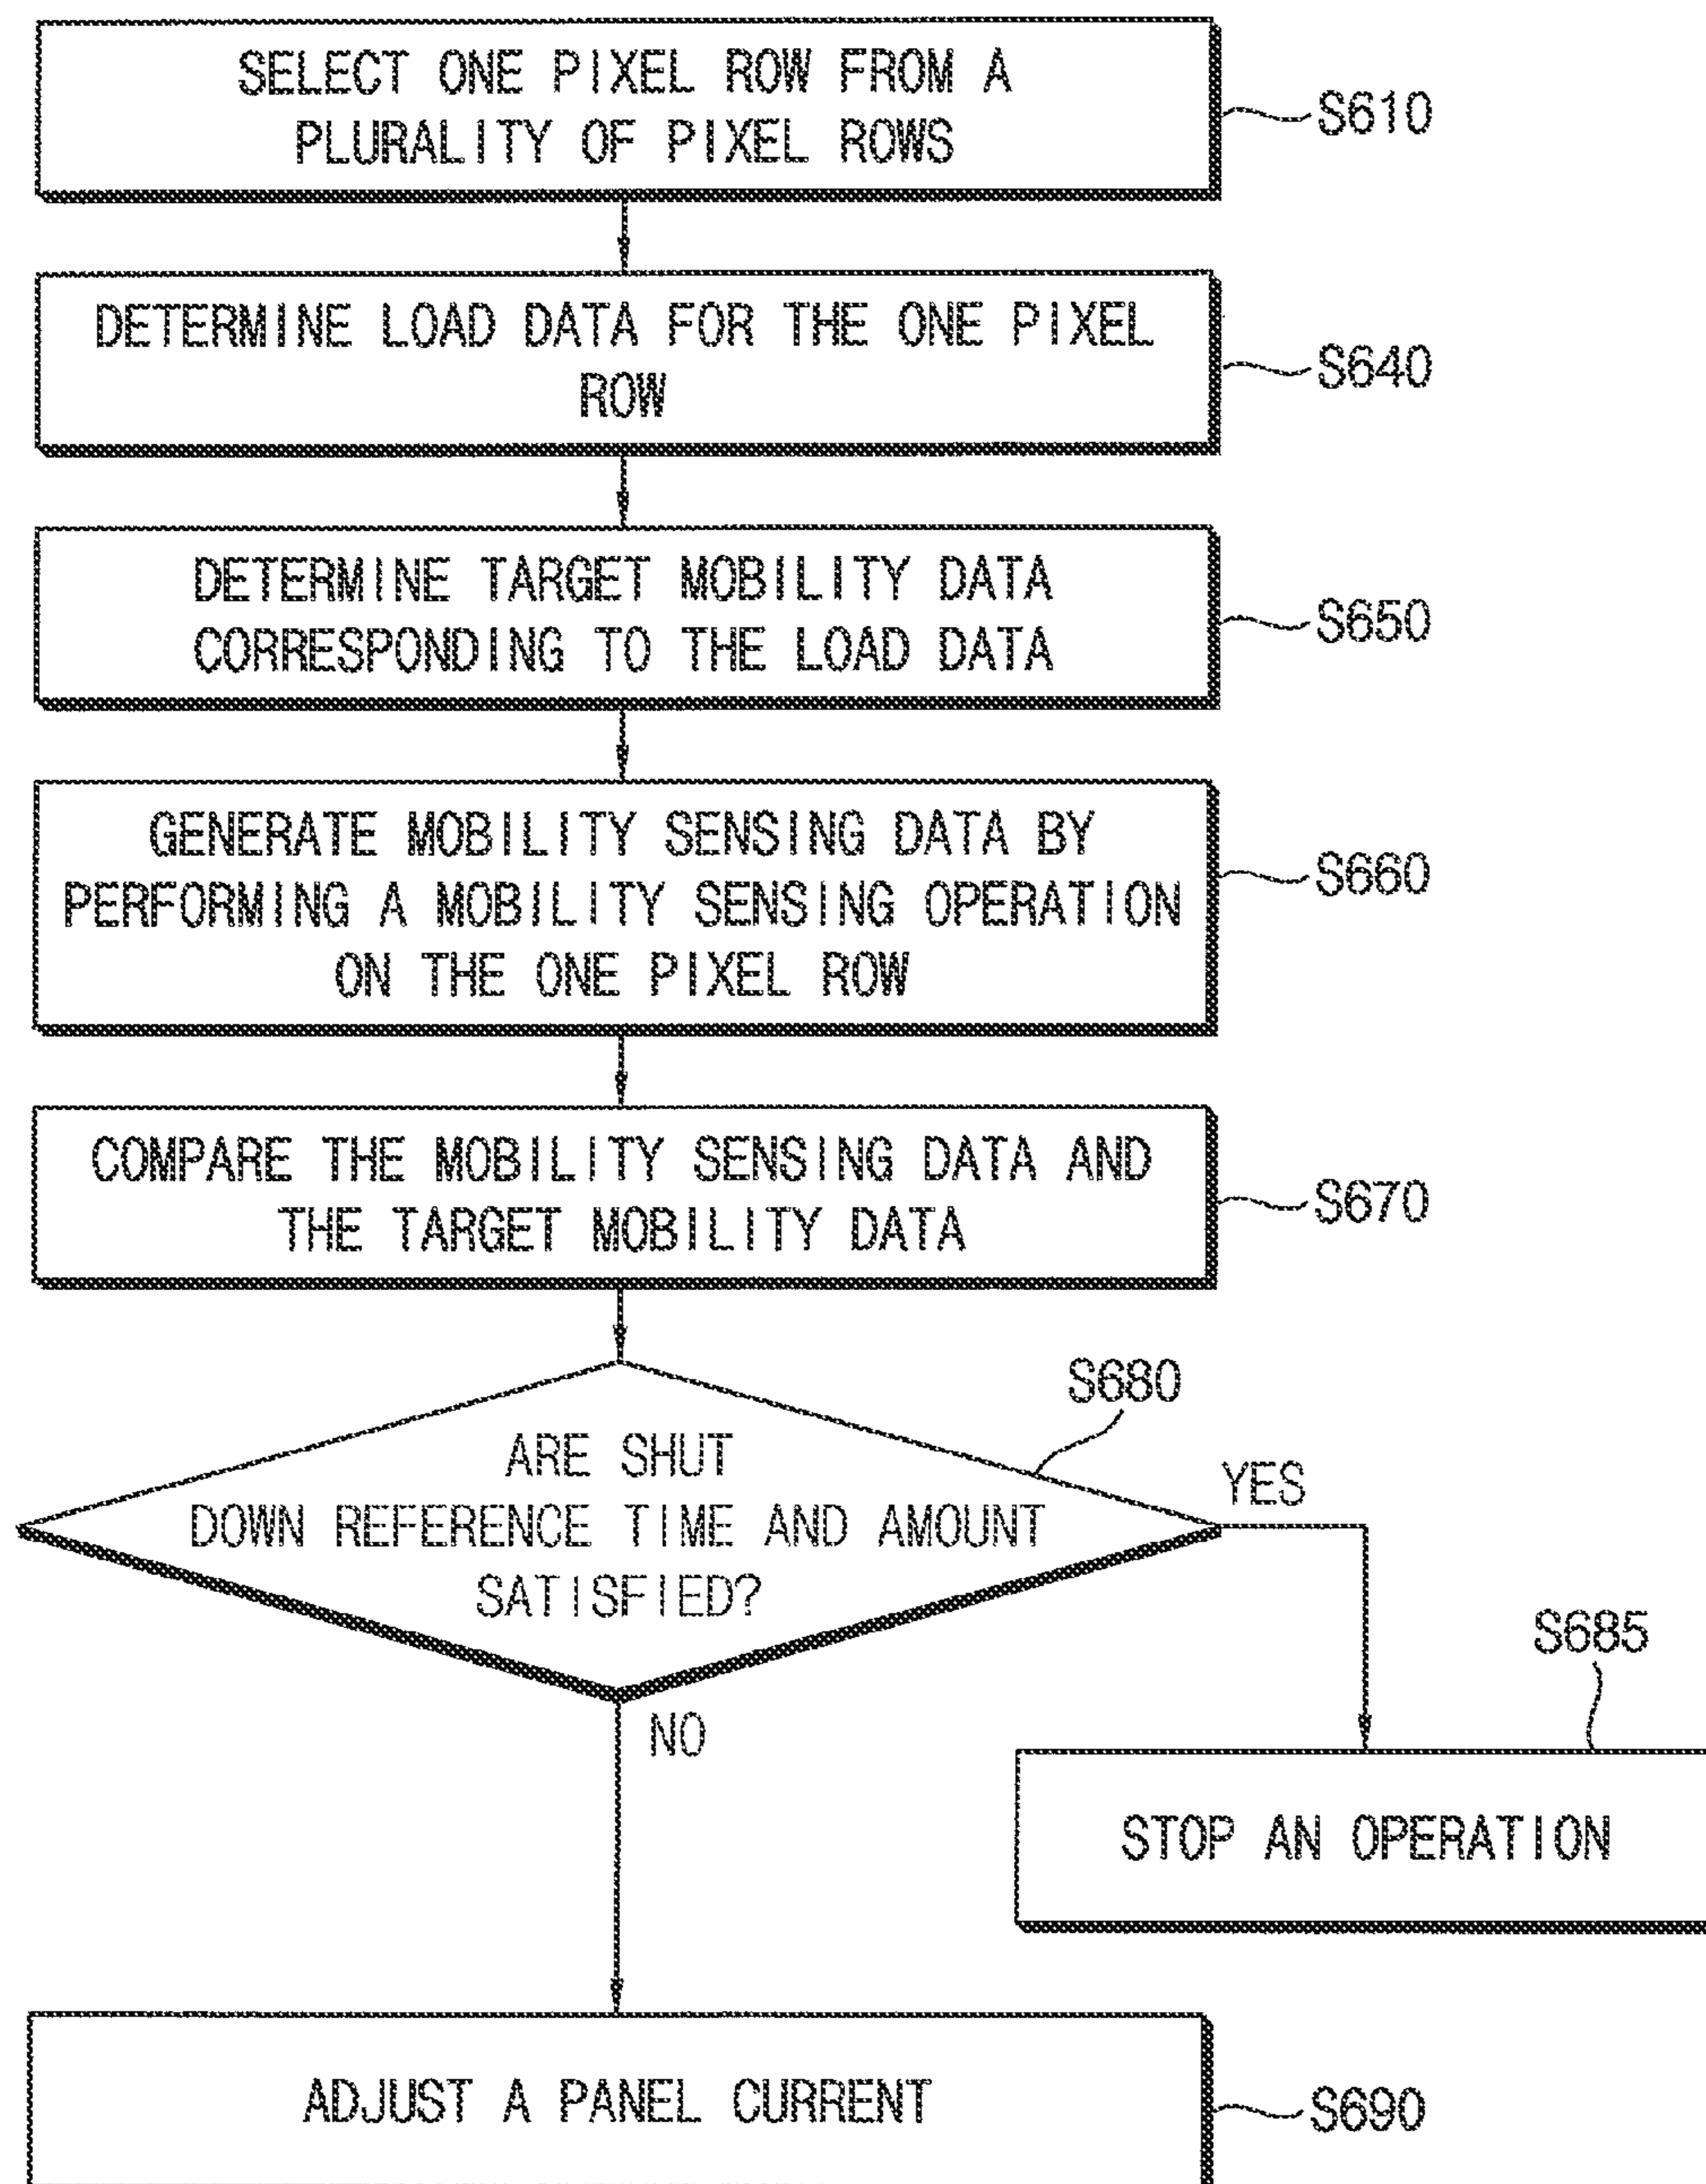 SELECT ONE PIXEL ROW FROM A
PLURALITY OF PIXEL ROWS
S610
DETERMINE LOAD DATA FOR THE ONE PIXEL
ROW
S640
DETERMINE TARGET MOBILITY DATA
CORRESPONDING TO THE LOAD DATA
S650
GENERATE MOBILITY SENSING DATA BY
PERFORMING A MOBILITY SENSING OPERATION
ON THE ONE PIXEL ROW
S660
COMPARE THE MOBILITY SENSING DATA AND
THE TARGET MOBILITY DATA
S670
S680
ARE SHUT
DOWN REFERENCE TIME AND AMOUNT
SATISFIED?
YES
NO
S685
STOP AN OPERATION
ADJUST A PANEL CURRENT
S690